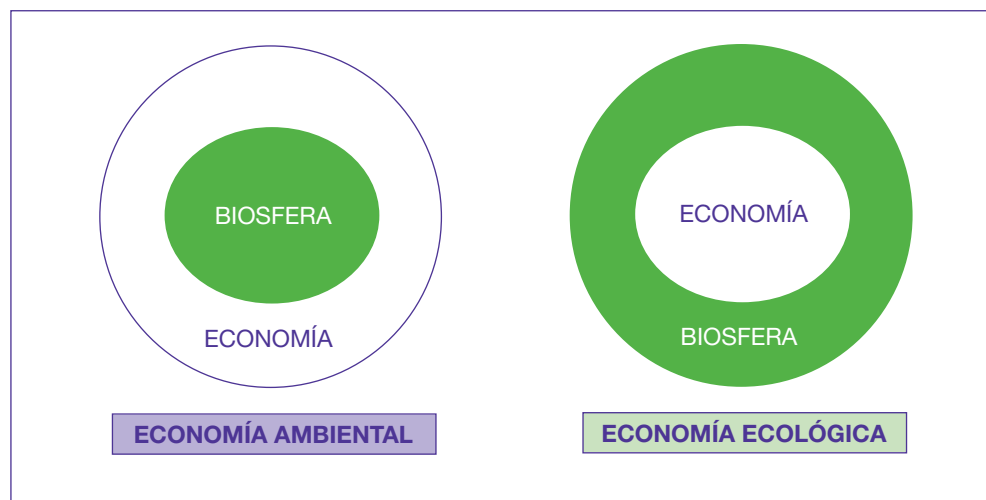 BIOSFERA
ECONOMÍA
ECONOMÍA AMBIENTAL
ECONOMÍA
BIOSFERA
ECONOMÍA ECOLÓGICA